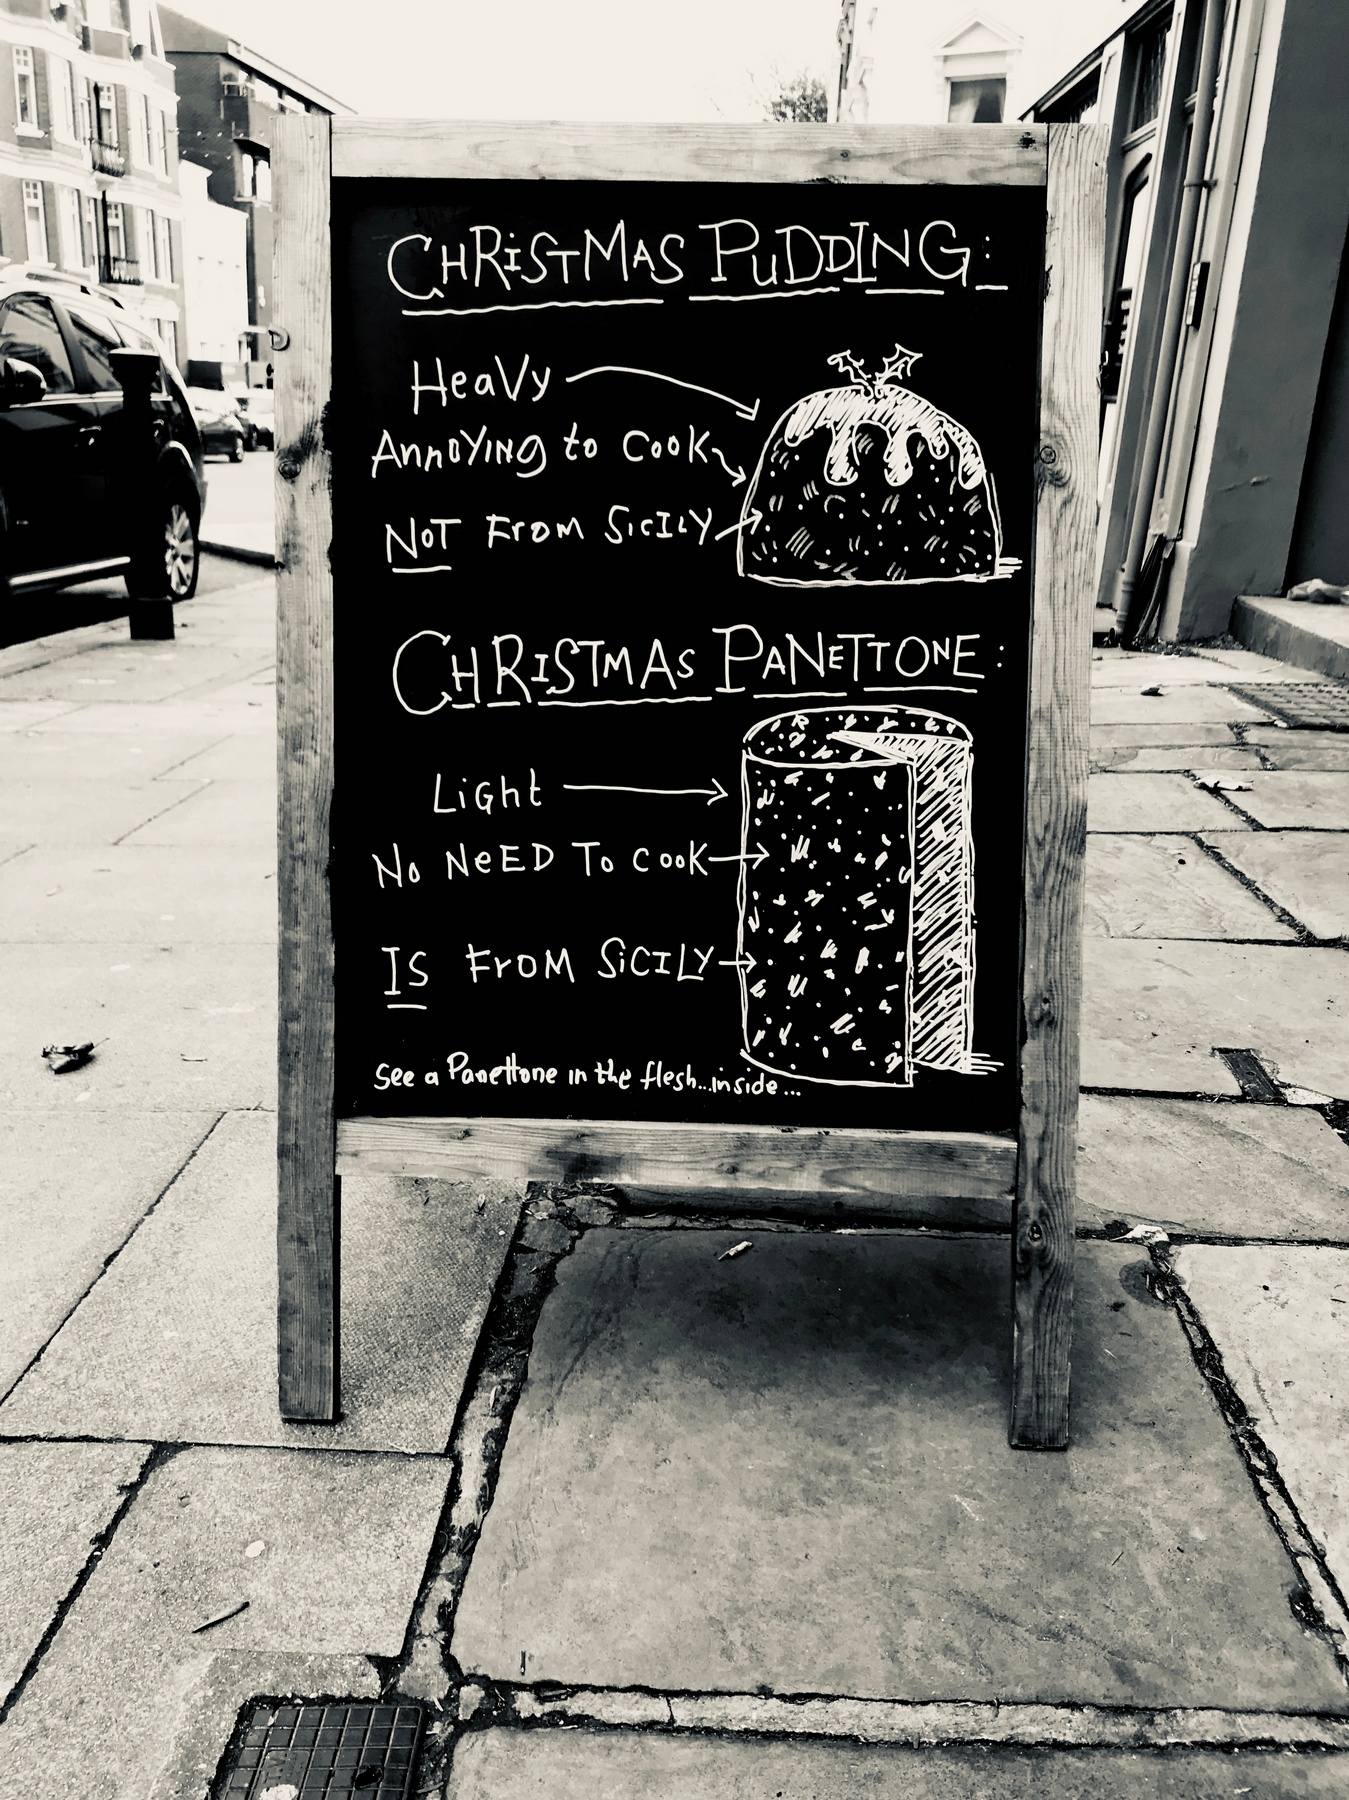 CHRISTMAS PUDDING:
Heavy
Annoying to cook
NOT From Sicily
CHRISTMAS PANETTONE:
Light
No NeED To cook
IS From SiCILY
See a Panettone in the flesh...inside...